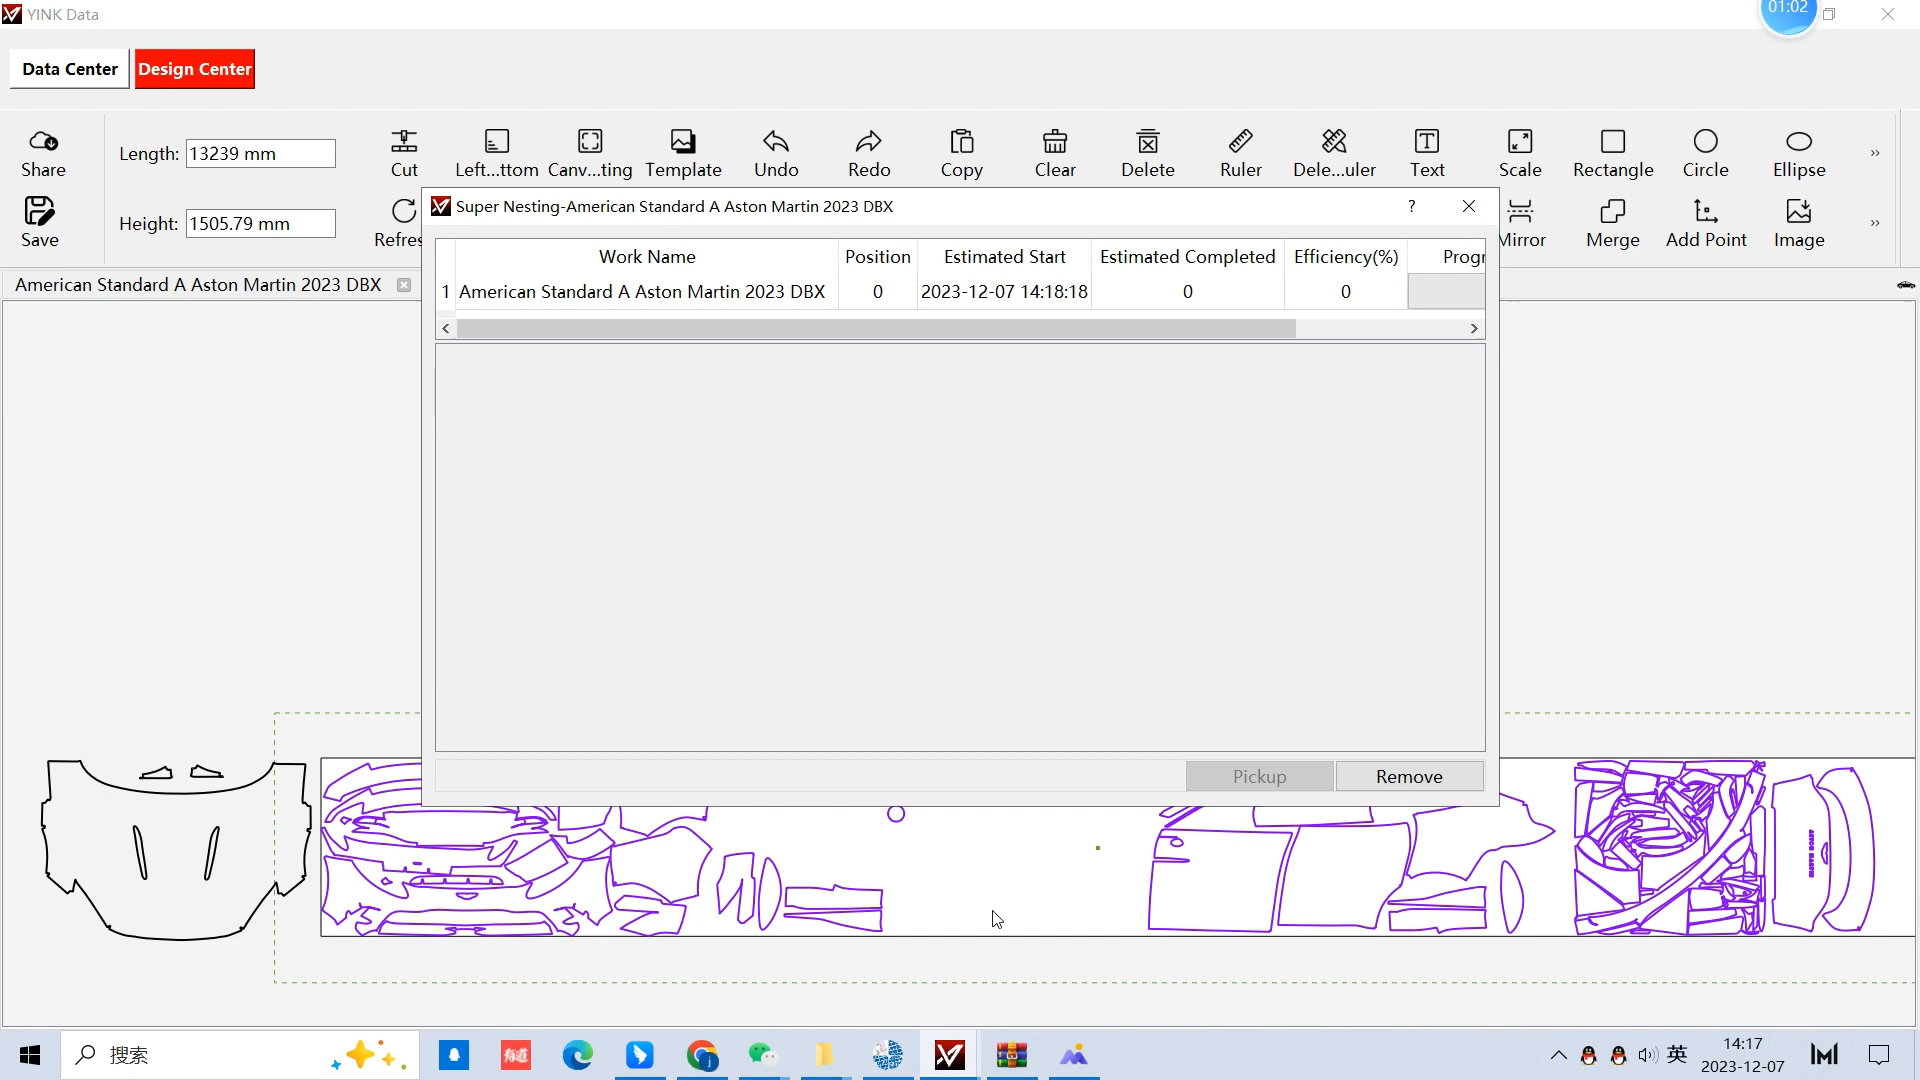 YINK Data
01:02
Data Center
Design Center
Share
Length: 13239 mm
Cut
Left...ttom
Canv...ting
Template
Undo
Redo
Copy
Clear
Delete
Ruler
Dele...uler
Text
Scale
Rectangle
Circle
Ellipse
Save
Height: 1505.79 mm
Refres
Mirror
Merge
Add Point
Image
Super Nesting-American Standard A Aston Martin 2023 DBX
American Standard A Aston Martin 2023 DBX
Work Name
Position
Estimated Start
Estimated Completed
Efficiency(%)
Progr
1
American Standard A Aston Martin 2023 DBX
0
2023-12-07 14:18:18
0
0
Pickup
Remove
搜索
有道
英
14:17
2023-12-07